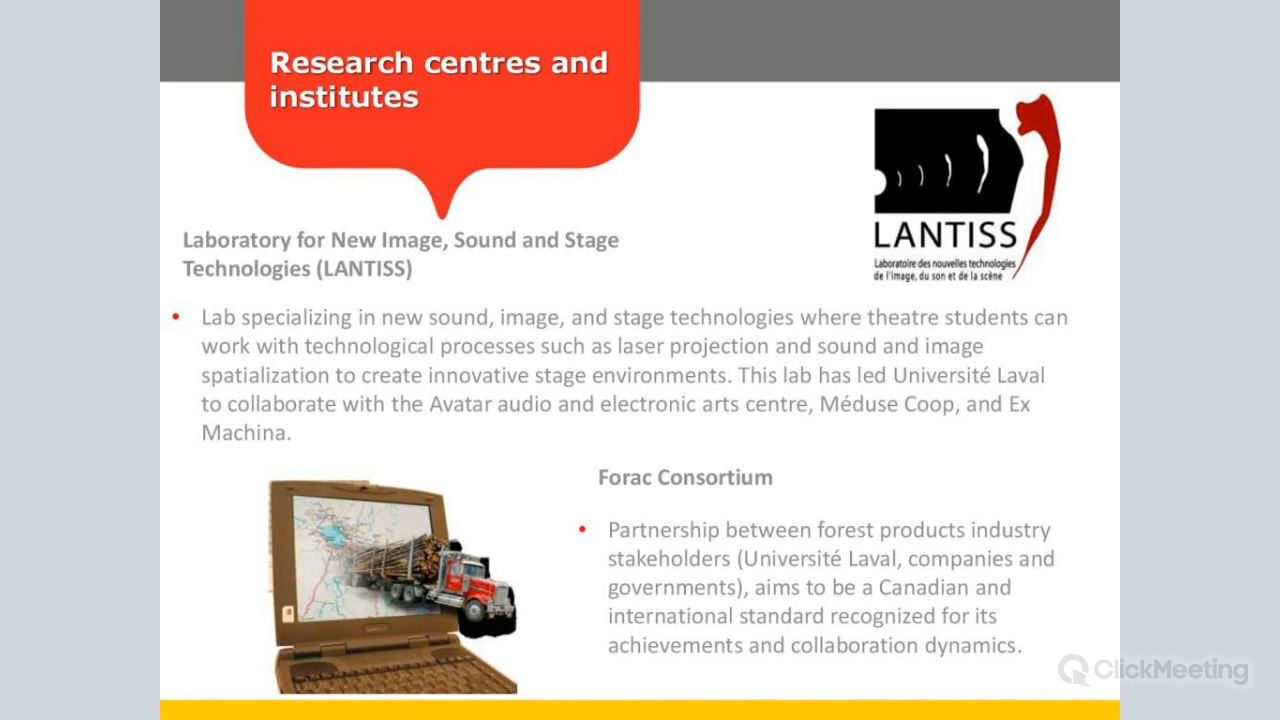 Research centres and
institutes
LANTISS
Laboratoire des nouvelles technologies
de l'image, du son et de la scène
Laboratory for New Image, Sound and Stage
Technologies (LANTISS)
• Lab specializing in new sound, image, and stage technologies where theatre students can
work with technological processes such as laser projection and sound and image
spatialization to create innovative stage environments. This lab has led Université Laval
to collaborate with the Avatar audio and electronic arts centre, Méduse Coop, and Ex
Machina.
Forac Consortium
• Partnership between forest products industry
stakeholders (Université Laval, companies and
governments), aims to be a Canadian and
international standard recognized for its
achievements and collaboration dynamics.
ClickMeeting